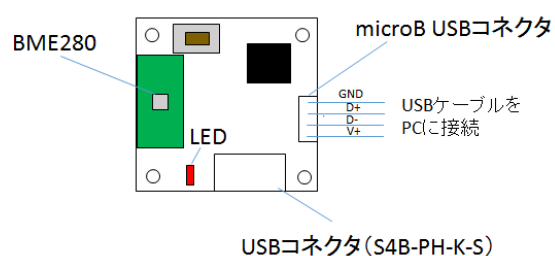 microB USBコネクタ
BME280
GND
D+
D-
V+
USBケーブルを
PCに接続
LED
USBコネクタ(S4B-PH-K-S)